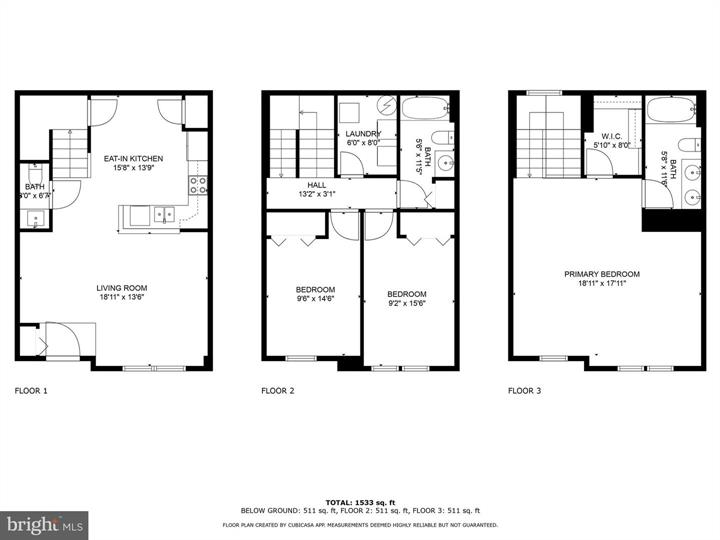 EAT-IN KITCHEN
15'8" x 13'9"
BATH
LIVING ROOM
18'11" x 13'6"
FLOOR 1
LAUNDRY
6'0" x 8'0"
BATH
5'6" x 11'5"
HALL
13'2" x 3'1"
BEDROOM
9'6" x 14'6"
BEDROOM
9'2" x 15'6"
FLOOR 2
W.I.C.
5'10" x 8'0"
BATH
5'8" x 11'6"
PRIMARY BEDROOM
18'11" x 17'11"
FLOOR 3
TOTAL: 1533 sq. ft
BELOW GROUND: 511 sq. ft, FLOOR 2: 511 sq. ft, FLOOR 3: 511 sq. ft
FLOOR PLAN CREATED BY CUBICASA APP. MEASUREMENTS DEEMED HIGHLY RELIABLE BUT NOT GUARANTEED.
bright MLS